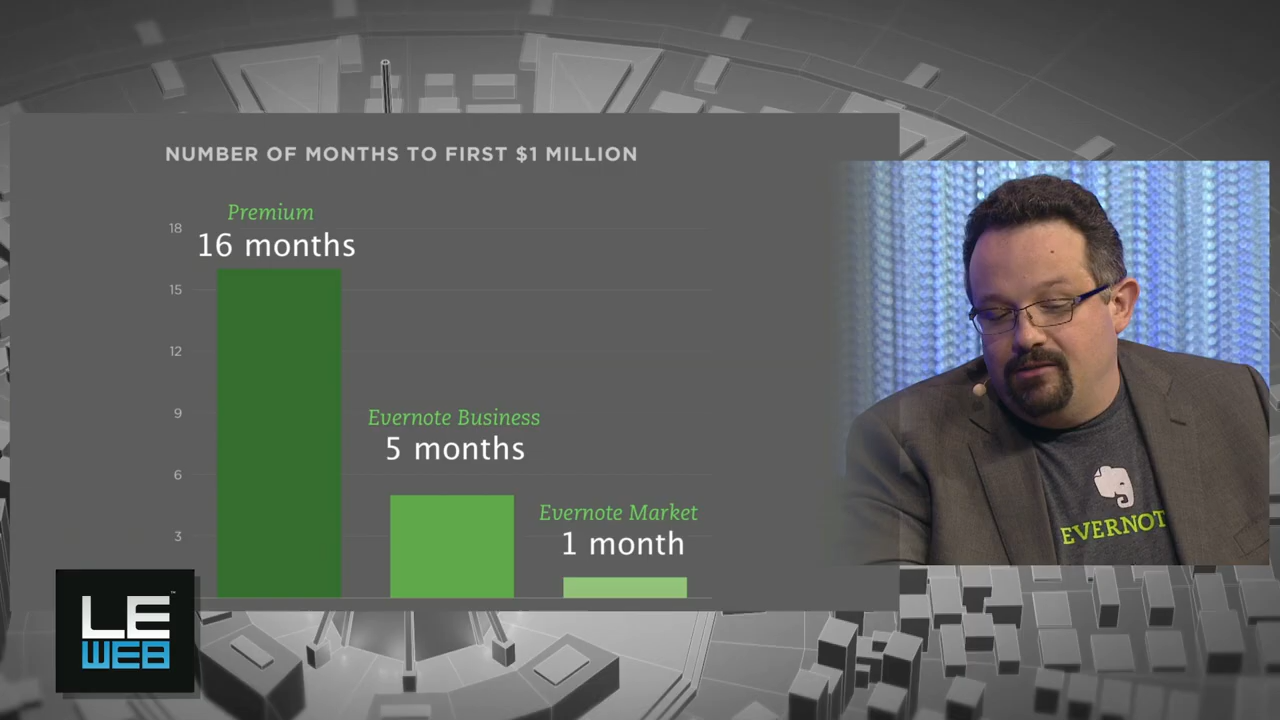 NUMBER OF MONTHS TO FIRST $1 MILLION
Premium
16 months
18
15
12
9
6
3
Evernote Business
5 months
Evernote Market
1 month
EVERNOT
LE
WEB